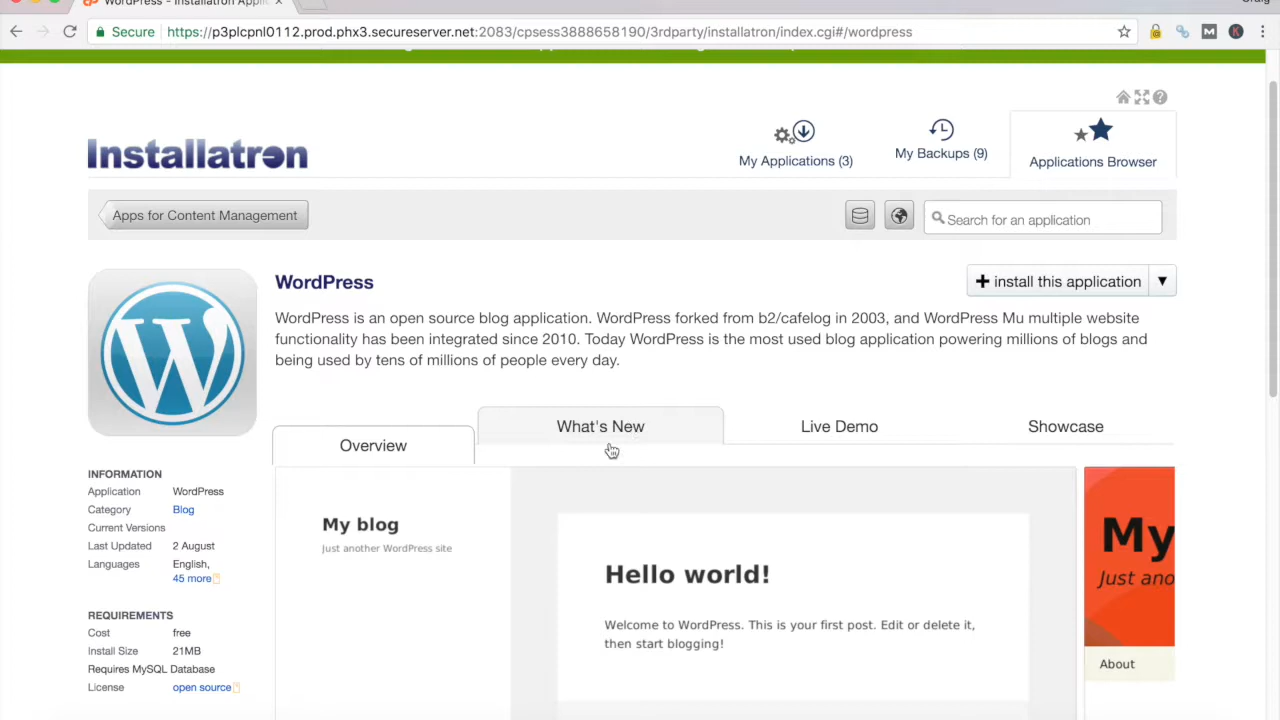 WordPress - Installatron Applic
Craig
Secure https://p3plcpnl0112.prod.phx3.secureserver.net:2083/cpsess3888658190/3rdparty/installatron/index.cgi#/wordpress
Installatron
My Applications (3)
My Backups (9)
Applications Browser
Apps for Content Management
Search for an application
WordPress
install this application
WordPress is an open source blog application. WordPress forked from b2/cafelog in 2003, and WordPress Mu multiple website
functionality has been integrated since 2010. Today WordPress is the most used blog application powering millions of blogs and
being used by tens of millions of people every day.
Overview
What's New
Live Demo
Showcase
INFORMATION
Application WordPress
Category Blog
Current Versions
Last Updated 2 August
Languages English,
45 more
REQUIREMENTS
Cost free
Install Size 21MB
Requires MySQL Database
License open source
My blog
Just another WordPress site
Hello world!
Welcome to WordPress. This is your first post. Edit or delete it,
then start blogging!
My
Just ano
About